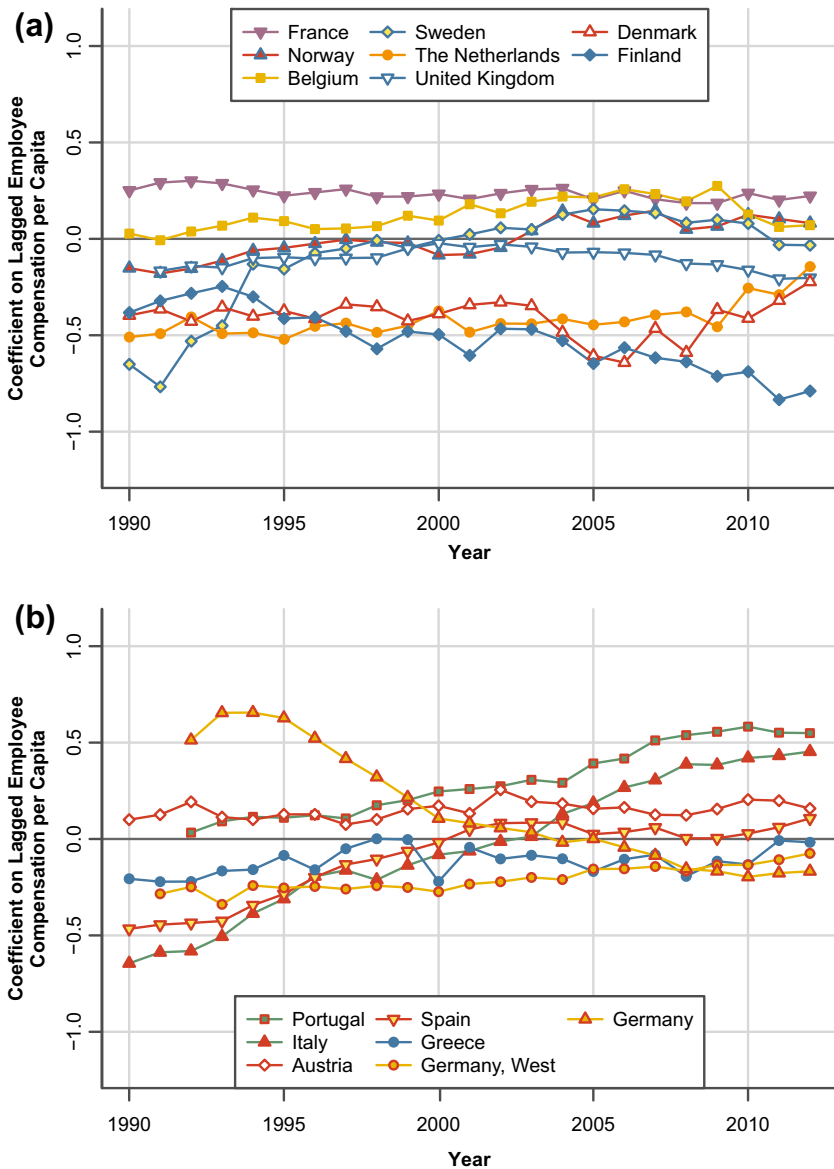 (a)
France
Sweden
Denmark
Norway
The Netherlands
Finland
Belgium
United Kingdom
Coefficient on Lagged Employee
Compensation per Capita
1.0
0.5
0.0
−0.5
−1.0
1990
1995
2000
2005
2010
Year
(b)
Coefficient on Lagged Employee
Compensation per Capita
1.0
0.5
0.0
−0.5
−1.0
Portugal
Spain
Germany
Italy
Greece
Austria
Germany, West
1990
1995
2000
2005
2010
Year